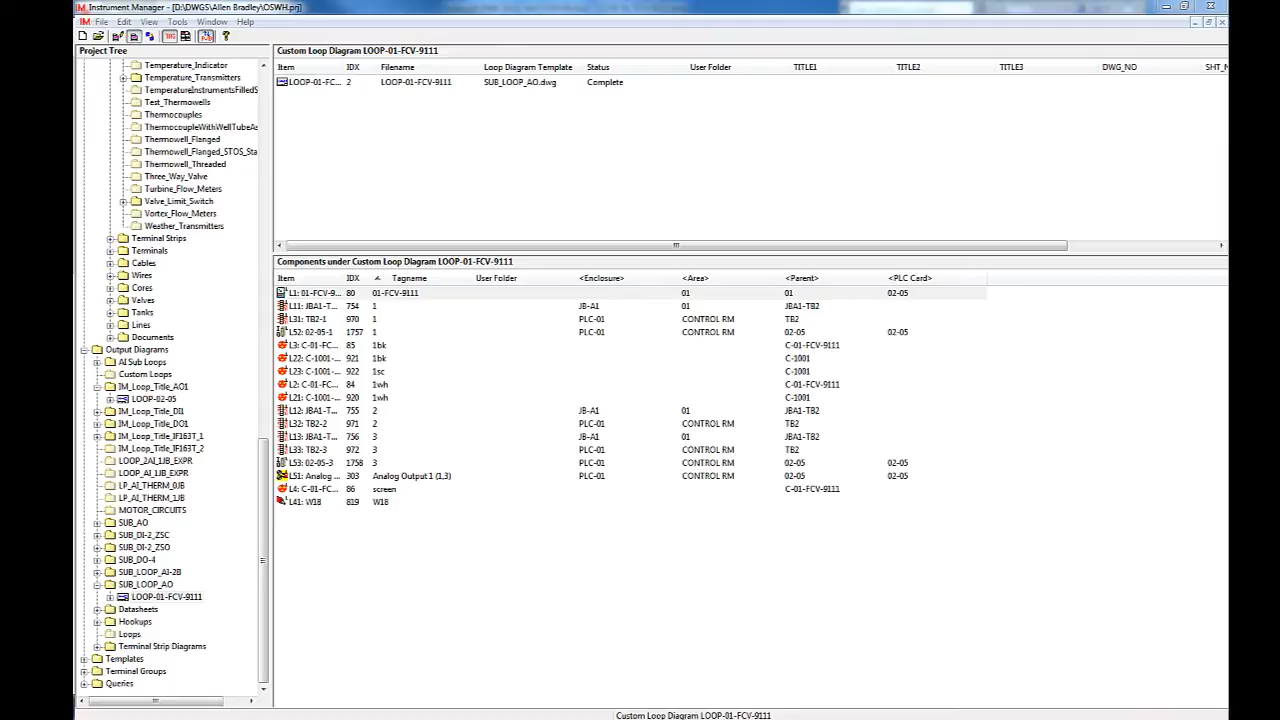 Instrument Manager - [D:\DWGS\Allen Bradley\OSWH.prj]
IM File Edit View Tools Window Help
Project Tree
Temperature_Indicator
Temperature_Transmitters
TemperatureInstrumentsFilledS
Test_Thermowells
Thermocouples
ThermocoupleWithWellTubeAs
Thermowell_Flanged
Thermowell_Flanged_STOS_Sta
Thermowell_Threaded
Three_Way_Valve
Turbine_Flow_Meters
Valve_Limit_Switch
Vortex_Flow_Meters
Weather_Transmitters
Terminal Strips
Terminals
Cables
Wires
Cores
Valves
Tanks
Lines
Documents
Output Diagrams
AI Sub Loops
Custom Loops
IM_Loop_Title_AO1
LOOP-02-05
IM_Loop_Title_DI1
IM_Loop_Title_DO1
IM_Loop_Title_IF163T_1
IM_Loop_Title_IF163T_2
LOOP_2AI_1JB_EXPR
LOOP_AI_1JB_EXPR
LP_AI_THERM_0JB
LP_AI_THERM_1JB
MOTOR_CIRCUITS
SUB_AO
SUB_DI-2_ZSC
SUB_DI-2_ZSO
SUB_DO-4
SUB_LOOP_AI-2B
SUB_LOOP_AO
LOOP-01-FCV-9111
Datasheets
Hookups
Loops
Terminal Strip Diagrams
Templates
Terminal Groups
Queries
Custom Loop Diagram LOOP-01-FCV-9111
Item IDX Filename Loop Diagram Template Status User Folder TITLE1 TITLE2 TITLE3 DWG_NO SHT_N
LOOP-01-FC... 2 LOOP-01-FCV-9111 SUB_LOOP_AO.dwg Complete
Components under Custom Loop Diagram LOOP-01-FCV-9111
Item IDX Tagname User Folder <Enclosure> <Area> <Parent> <PLC Card>
L1: 01-FCV-9... 80 01-FCV-9111 01 01 02-05
L11: JBA1-T... 754 1 JB-A1 01 JBA1-TB2
L31: TB2-1 970 1 PLC-01 CONTROL RM TB2
L52: 02-05-1 1757 1 PLC-01 CONTROL RM 02-05 02-05
L3: C-01-FC... 85 1bk C-01-FCV-9111
L22: C-1001-... 921 1bk C-1001
L23: C-1001-... 922 1sc C-1001
L2: C-01-FC... 84 1wh C-01-FCV-9111
L21: C-1001-... 920 1wh C-1001
L12: JBA1-T... 755 2 JB-A1 01 JBA1-TB2
L32: TB2-2 971 2 PLC-01 CONTROL RM TB2
L13: JBA1-T... 756 3 JB-A1 01 JBA1-TB2
L33: TB2-3 972 3 PLC-01 CONTROL RM TB2
L53: 02-05-3 1758 3 PLC-01 CONTROL RM 02-05 02-05
L51: Analog ... 303 Analog Output 1 (1,3) PLC-01 CONTROL RM 02-05 02-05
L4: C-01-FC... 86 screen C-01-FCV-9111
L41: W18 819 W18
Custom Loop Diagram LOOP-01-FCV-9111